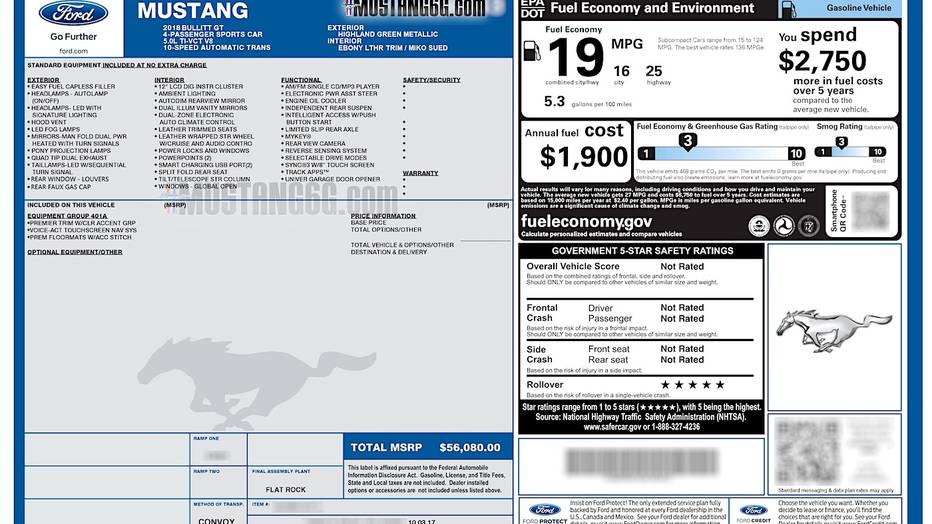 Ford
Go Further
ford.com
MUSTANG
2018 BULLITT GT
4-PASSENGER SPORTS CAR
5.0L TI-VCT V8
10-SPEED AUTOMATIC TRANS
#MUSTANG6G.com
EXTERIOR
HIGHLAND GREEN METALLIC
INTERIOR
EBONY LTHR TRIM / MIKO SUED
STANDARD EQUIPMENT INCLUDED AT NO EXTRA CHARGE
EXTERIOR
• EASY FUEL CAPLESS FILLER
• HEADLAMPS - AUTOLAMP
(ON/OFF)
• HEADLAMPS- LED WITH
SIGNATURE LIGHTING
• HOOD VENT
• LED FOG LAMPS
• MIRRORS-MAN FOLD DUAL PWR
HEATED WITH TURN SIGNALS
• PONY PROJECTION LAMPS
• QUAD TIP DUAL EXHAUST
• TAILLAMPS-LED W/SEQUENTIAL
TURN SIGNAL
• REAR WINDOW - LOUVERS
• REAR FAUX GAS CAP
INTERIOR
• 12" LCD DIG INSTR CLUSTER
• AMBIENT LIGHTING
• AUTODIM REARVIEW MIRROR
• DUAL ILLUM VANITY MIRRORS
• DUAL-ZONE ELECTRONIC
AUTO CLIMATE CONTROL
• LEATHER TRIMMED SEATS
• LEATHER WRAPPED STR WHEEL
W/CRUISE AND AUDIO CONTRO
• POWER LOCKS AND WINDOWS
• POWERPOINTS (2)
• SMART CHARGING USB PORT(2)
• SPLIT FOLD REAR SEAT
• TILT/TELESCOPE STR COLUMN
• WINDOWS - GLOBAL OPEN
FUNCTIONAL
• AM/FM SINGLE CD/MP3 PLAYER
• ELECTRONIC PWR ASST STEER
• ENGINE OIL COOLER
• INDEPENDENT REAR SUSPEN
• INTELLIGENT ACCESS W/PUSH
BUTTON START
• LIMITED SLIP REAR AXLE
• MYKEY®
• REAR VIEW CAMERA
• REVERSE SENSING SYSTEM
• SELECTABLE DRIVE MODES
• SYNC®3 W/8" TOUCH SCREEN
• TRACK APPS™
• UNIVER GARAGE DOOR OPENER
SAFETY/SECURITY
WARRANTY
#MUSTANG6G.com
INCLUDED ON THIS VEHICLE (MSRP) (MSRP)
EQUIPMENT GROUP 401A
•PREMIER TRIM W/CLR ACCENT GRP
•VOICE-ACT TOUCHSCREEN NAV SYS
•PREM FLOORMATS W/ACC STITCH
OPTIONAL EQUIPMENT/OTHER
PRICE INFORMATION
BASE PRICE
TOTAL OPTIONS/OTHER
TOTAL VEHICLE & OPTIONS/OTHER
DESTINATION & DELIVERY
RAMP ONE
RAMP TWO
FINAL ASSEMBLY PLANT
FLAT ROCK
METHOD OF TRANSP.
CONVOY
ITEM #:
10 03 17
TOTAL MSRP $56,080.00
This label is affixed pursuant to the Federal Automobile
Information Disclosure Act. Gasoline, License, and Title Fees,
State and Local taxes are not included. Dealer installed
options or accessories are not included unless listed above.
EPA
DOT
Fuel Economy and Environment
Gasoline Vehicle
Fuel Economy
19 MPG
16 25
combined city/hwy city highway
5.3 gallons per 100 miles
Subcompact Cars range from 15 to 124
MPG. The best vehicle rates 136 MPGe.
You spend
$2,750
more in fuel costs
over 5 years
compared to the
average new vehicle.
Annual fuel cost
$1,900
Fuel Economy & Greenhouse Gas Rating (tailpipe only)
1 3 10
Best
Smog Rating (tailpipe only)
1 3 10
Best
This vehicle emits 468 grams CO₂ per mile. The best emits 0 grams per mile (tailpipe only). Producing and
distributing fuel also create emissions; learn more at fueleconomy.gov.
Actual results will vary for many reasons, including driving conditions and how you drive and maintain your
vehicle. The average new vehicle gets 27 MPG and costs $6,750 to fuel over 5 years. Cost estimates are
based on 15,000 miles per year at $2.40 per gallon. MPGe is miles per gasoline gallon equivalent. Vehicle
emissions are a significant cause of climate change and smog.
fueleconomy.gov
Calculate personalized estimates and compare vehicles
Smartphone
QR Code
GOVERNMENT 5-STAR SAFETY RATINGS
Overall Vehicle Score Not Rated
Based on the combined ratings of frontal, side and rollover.
Should ONLY be compared to other vehicles of similar size and weight.
Frontal Driver Not Rated
Crash Passenger Not Rated
Based on the risk of injury in a frontal impact.
Should ONLY be compared to other vehicles of similar size and weight.
Side Front seat Not Rated
Crash Rear seat Not Rated
Based on the risk of injury in a side impact.
Rollover ★ ★ ★ ★ ★
Based on the risk of rollover in a single-vehicle crash.
Star ratings range from 1 to 5 stars (★★★★★), with 5 being the highest.
Source: National Highway Traffic Safety Administration (NHTSA).
www.safercar.gov or 1-888-327-4236
Standard messaging & data plan rates may apply.
Ford
FORD PROTECT
Insist on Ford Protect! The only extended service plan fully
backed by Ford and honored at every Ford dealership in the
U.S., Canada and Mexico. See your Ford dealer for additional
Ford
FORD CREDIT
Whether you decide to lease or finance, you'll find the
choices that are right for you. See your Ford